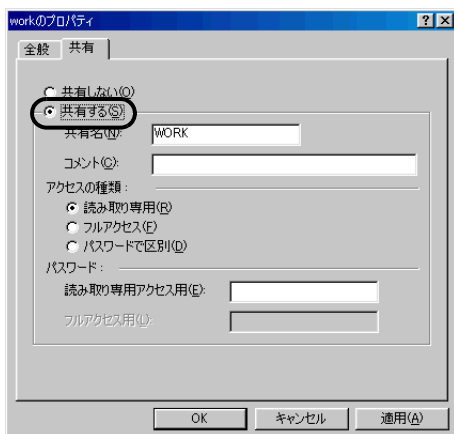 workのプロパティ
全般 共有
共有しない(O)
共有する(S)
共有名(N): WORK
コメント(C):
アクセスの種類:
読み取り専用(R)
フルアクセス(F)
パスワードで区別(D)
パスワード:
読み取り専用アクセス用(E):
フルアクセス用(L):
OK キャンセル 適用(A)